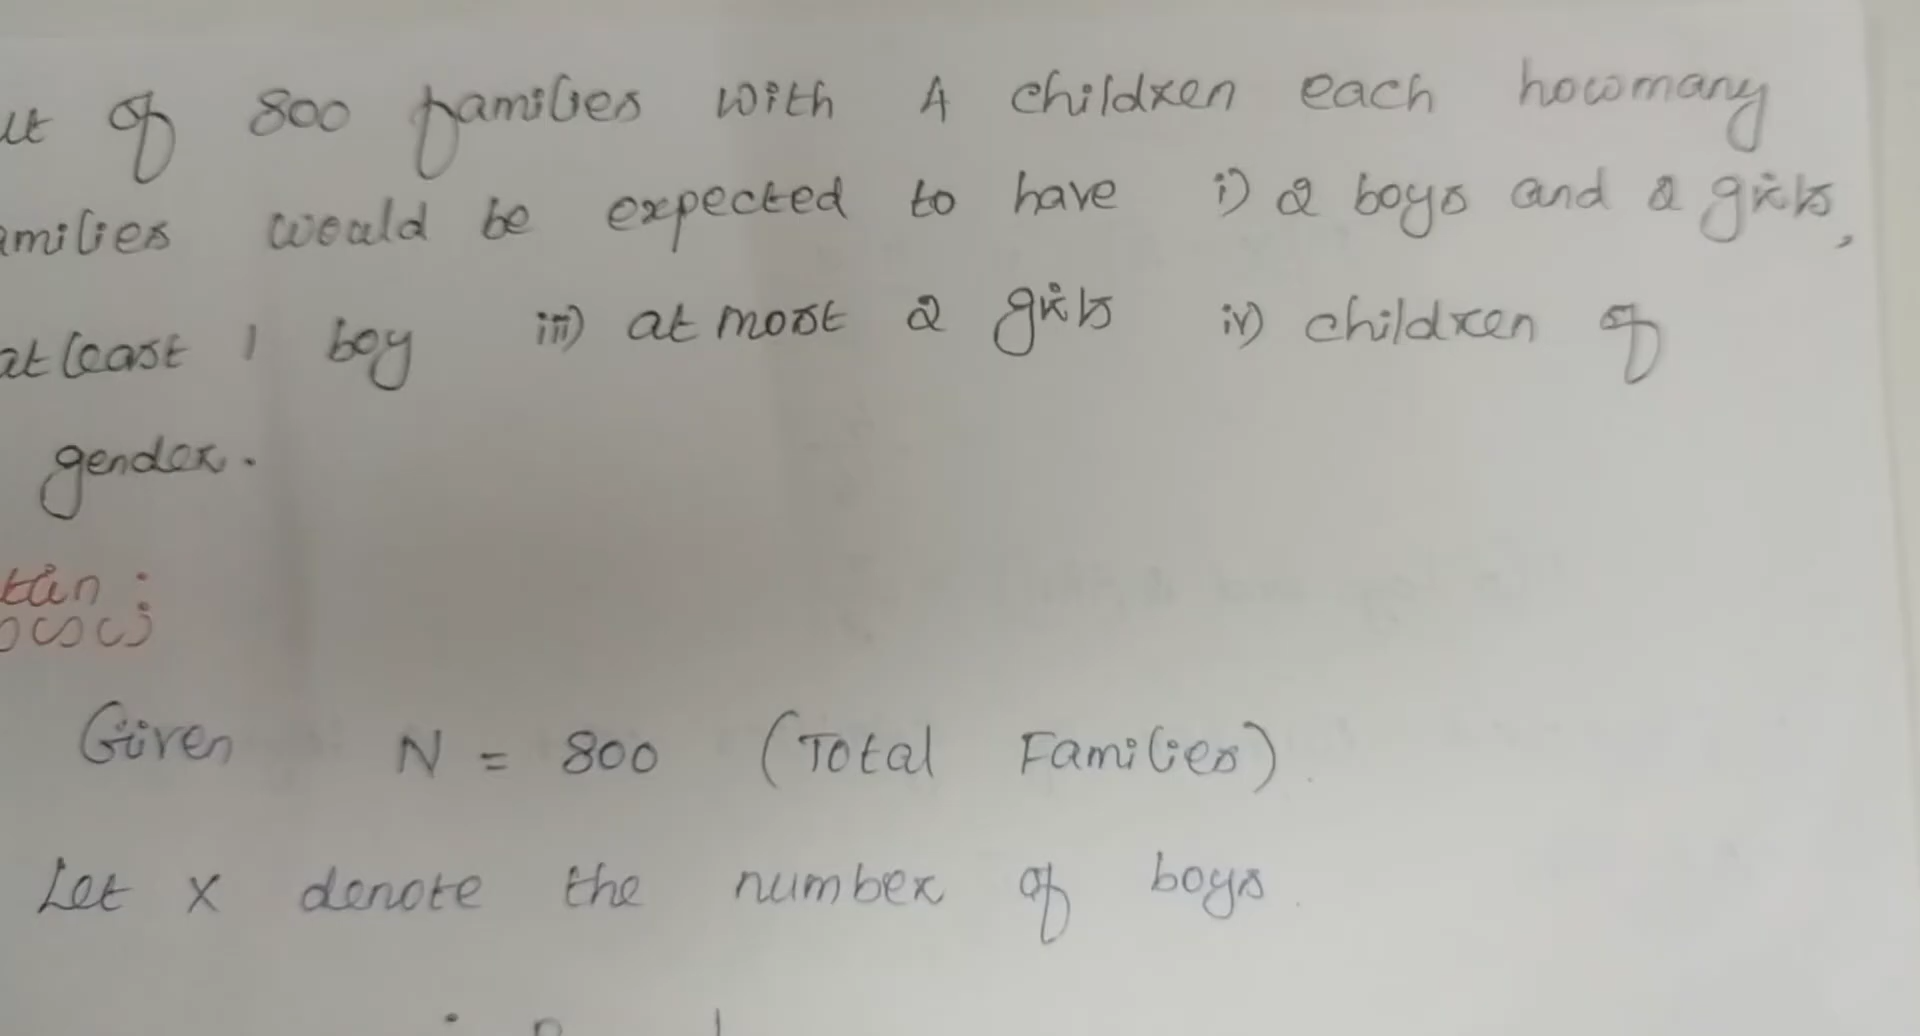 of 800 families with 4 children each howmany
amilies would be expected to have i) 2 boys and 2 girls,
at least 1 boy iii) at most 2 girls iv) children of
gender.
Given N = 800 (Total Families)
Let x denote the number of boys